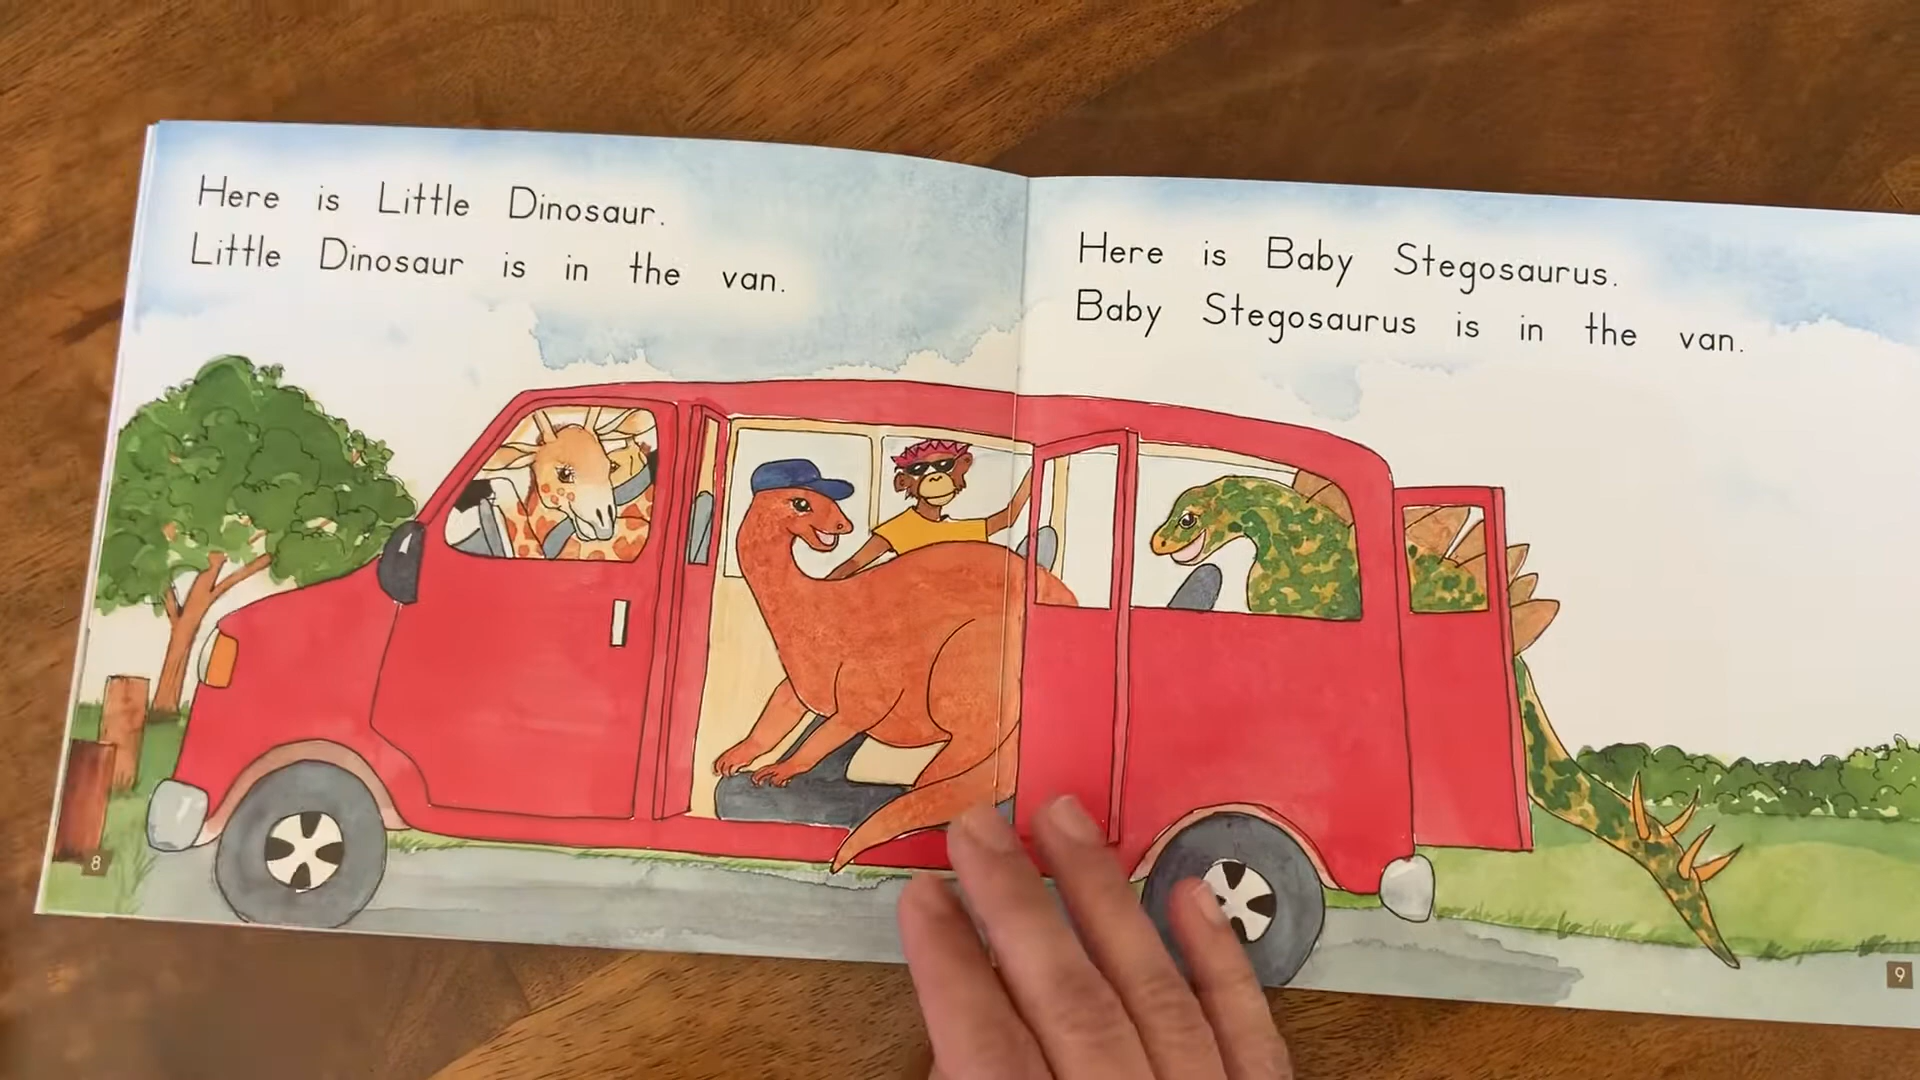 Here is Little Dinosaur.
Little Dinosaur is in the van.
8
Here is Baby Stegosaurus.
Baby Stegosaurus is in the van.
9